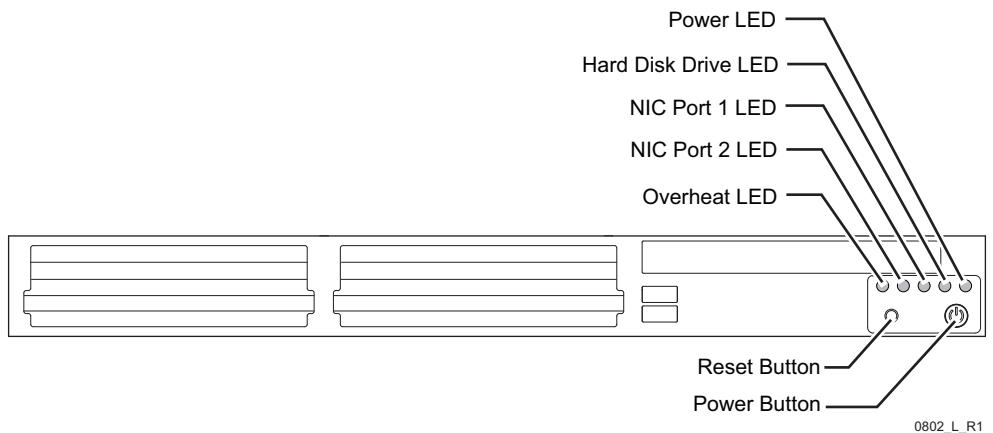 Power LED
Hard Disk Drive LED
NIC Port 1 LED
NIC Port 2 LED
Overheat LED
Reset Button
Power Button
0802_L_R1